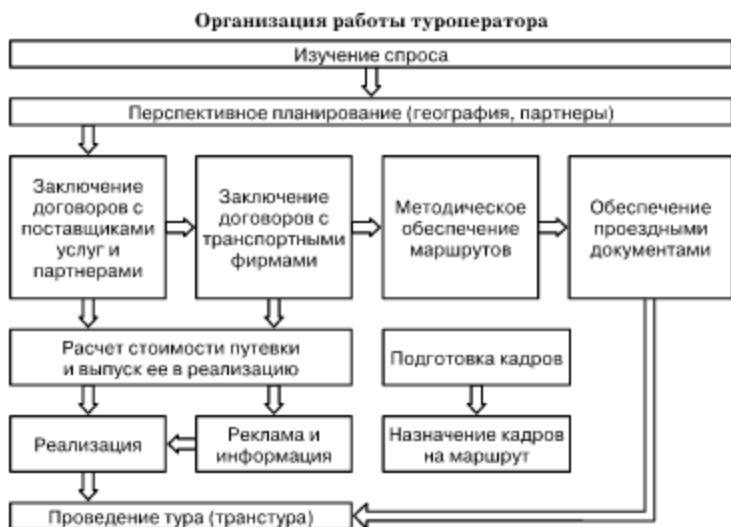 Организация работы туроператора
Изучение спроса
Перспективное планирование (география, партнеры)
Заключение
договоров с
поставщиками
услуг и
партнерами
Заключение
договоров с
транспортными
фирмами
Методическое
обеспечение
маршрутов
Обеспечение
проездными
документами
Расчет стоимости путевки
и выпуск ее в реализацию
Подготовка кадров
Реализация
Реклама и
информация
Назначение кадров
на маршрут
Проведение тура (транстура)